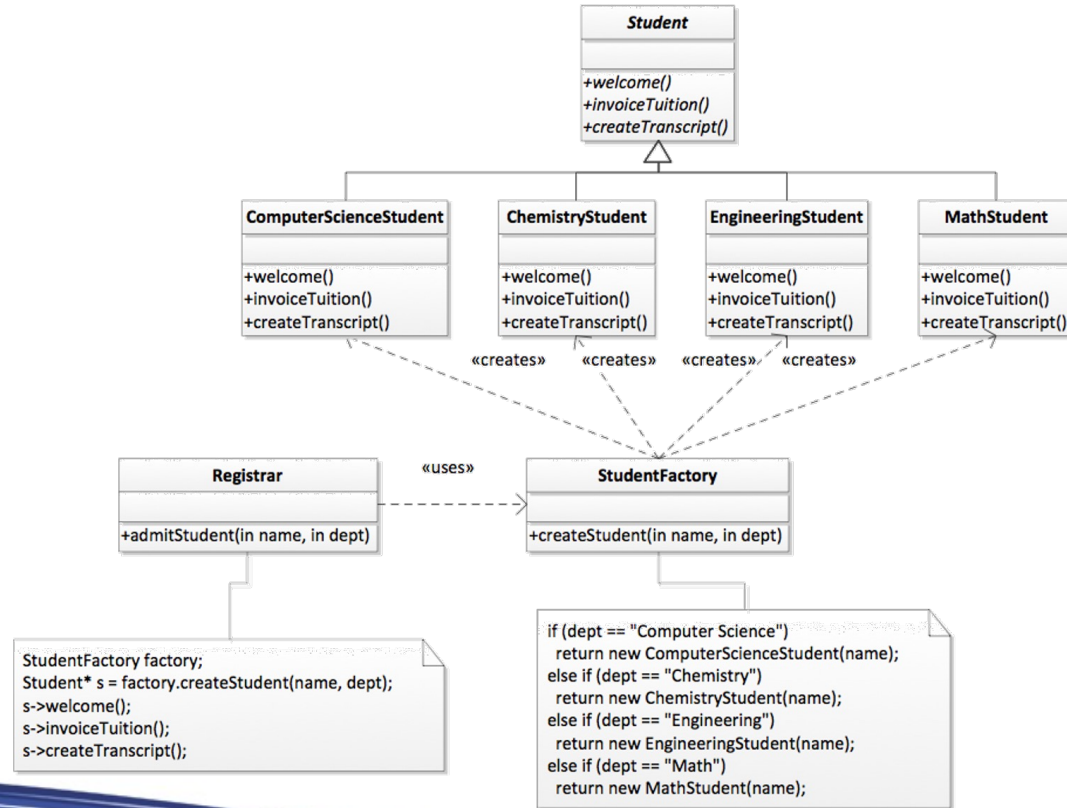 Student
+welcome()
+invoiceTuition()
+createTranscript()
ComputerScienceStudent
+welcome()
+invoiceTuition()
+createTranscript()
ChemistryStudent
+welcome()
+invoiceTuition()
+createTranscript()
EngineeringStudent
+welcome()
+invoiceTuition()
+createTranscript()
MathStudent
+welcome()
+invoiceTuition()
+createTranscript()
«creates»
«creates»
«creates»
«creates»
Registrar
+admitStudent(in name, in dept)
«uses»
StudentFactory
+createStudent(in name, in dept)
StudentFactory factory;
Student* s = factory.createStudent(name, dept);
s->welcome();
s->invoiceTuition();
s->createTranscript();
if (dept == "Computer Science")
return new ComputerScienceStudent(name);
else if (dept == "Chemistry")
return new ChemistryStudent(name);
else if (dept == "Engineering")
return new EngineeringStudent(name);
else if (dept == "Math")
return new MathStudent(name);